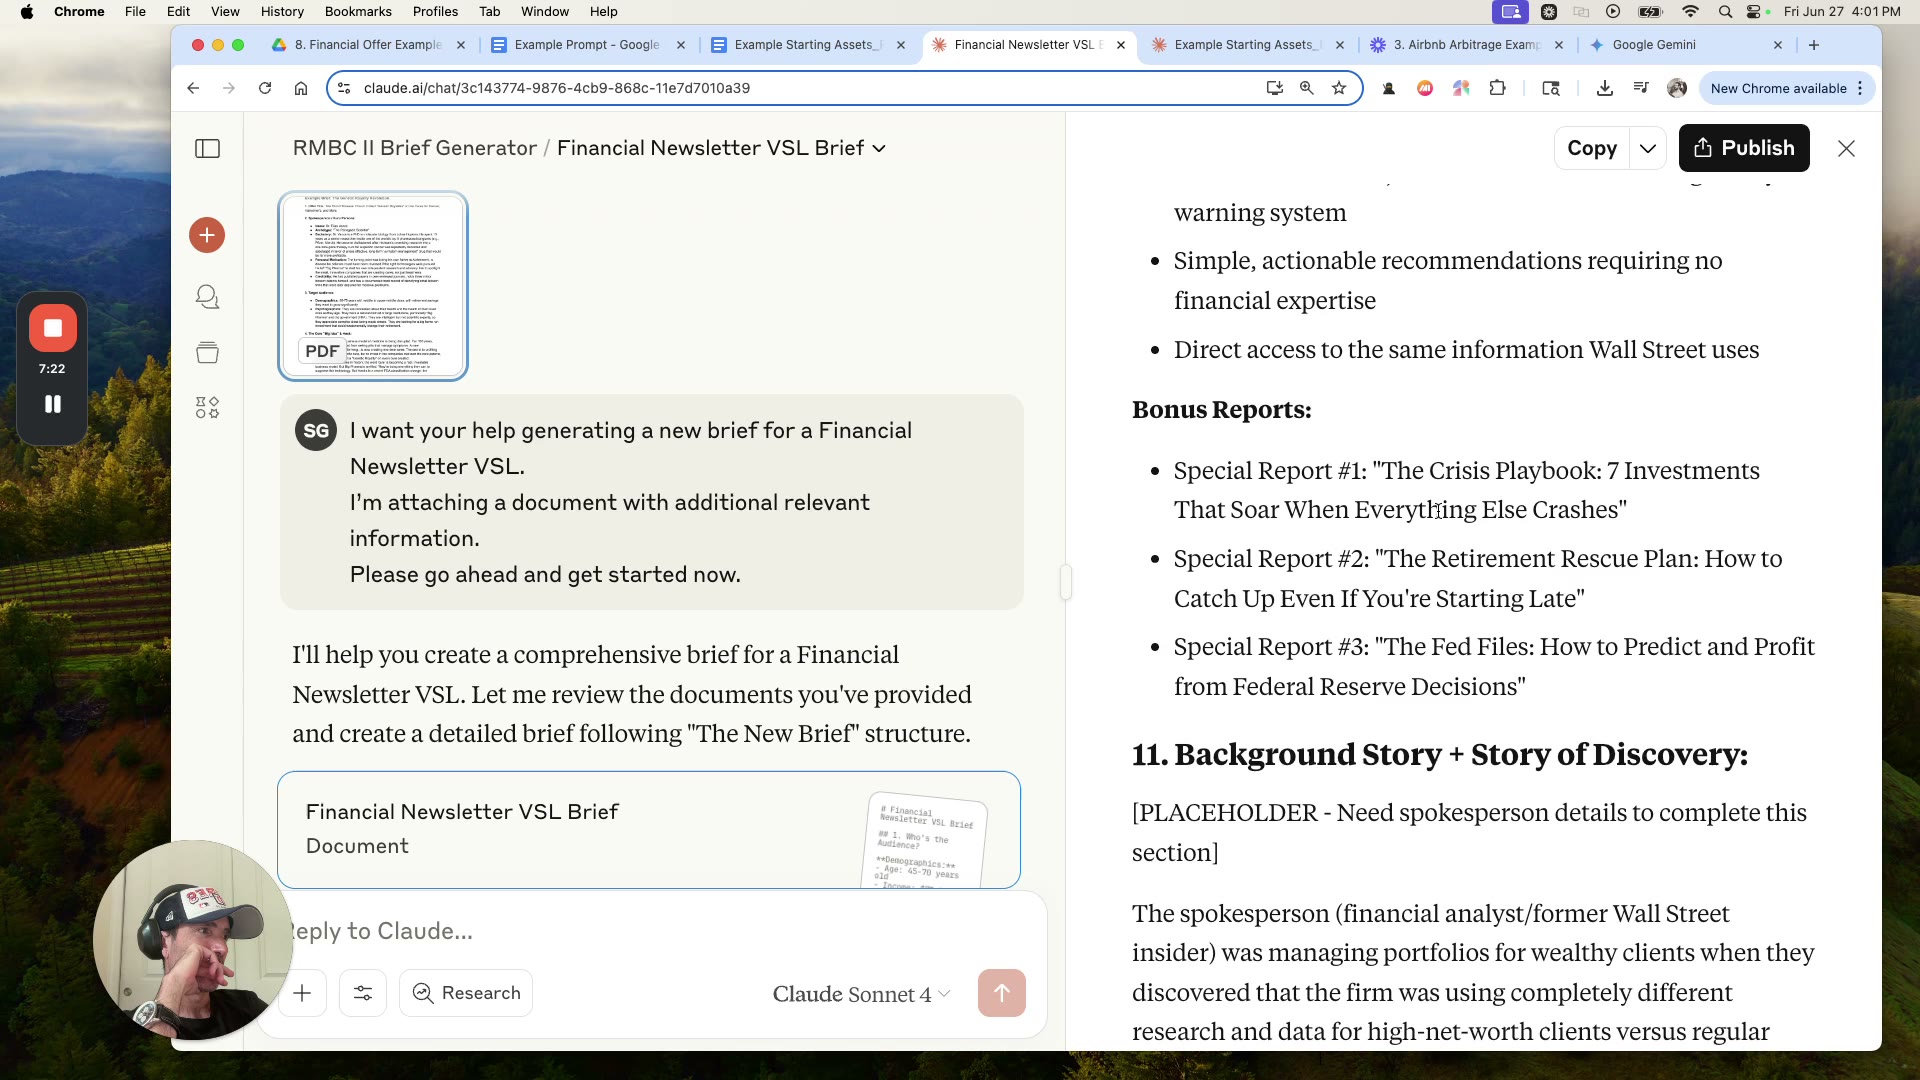 Chrome File Edit View History Bookmarks Profiles Tab Window Help
Fri Jun 27 4:01 PM
8. Financial Offer Example
Example Prompt - Google
Example Starting Assets_
Financial Newsletter VSL
Example Starting Assets_
3. Airbnb Arbitrage Examp
Google Gemini
claude.ai/chat/3c143774-9876-4cb9-868c-11e7d7010a39
New Chrome available
RMBC II Brief Generator / Financial Newsletter VSL Brief
PDF
SG
I want your help generating a new brief for a Financial
Newsletter VSL.
I'm attaching a document with additional relevant
information.
Please go ahead and get started now.
I'll help you create a comprehensive brief for a Financial
Newsletter VSL. Let me review the documents you've provided
and create a detailed brief following "The New Brief" structure.
Financial Newsletter VSL Brief
Document
# Financial
Newsletter VSL Brief
## 1. Who's the
Audience?
**Demographics:**
- Age: 45-70 years
old
eply to Claude...
Research
Claude Sonnet 4
7:22
Copy
Publish
warning system
• Simple, actionable recommendations requiring no
financial expertise
• Direct access to the same information Wall Street uses
Bonus Reports:
• Special Report #1: "The Crisis Playbook: 7 Investments
That Soar When Everything Else Crashes"
• Special Report #2: "The Retirement Rescue Plan: How to
Catch Up Even If You're Starting Late"
• Special Report #3: "The Fed Files: How to Predict and Profit
from Federal Reserve Decisions"
11. Background Story + Story of Discovery:
[PLACEHOLDER - Need spokesperson details to complete this
section]
The spokesperson (financial analyst/former Wall Street
insider) was managing portfolios for wealthy clients when they
discovered that the firm was using completely different
research and data for high-net-worth clients versus regular